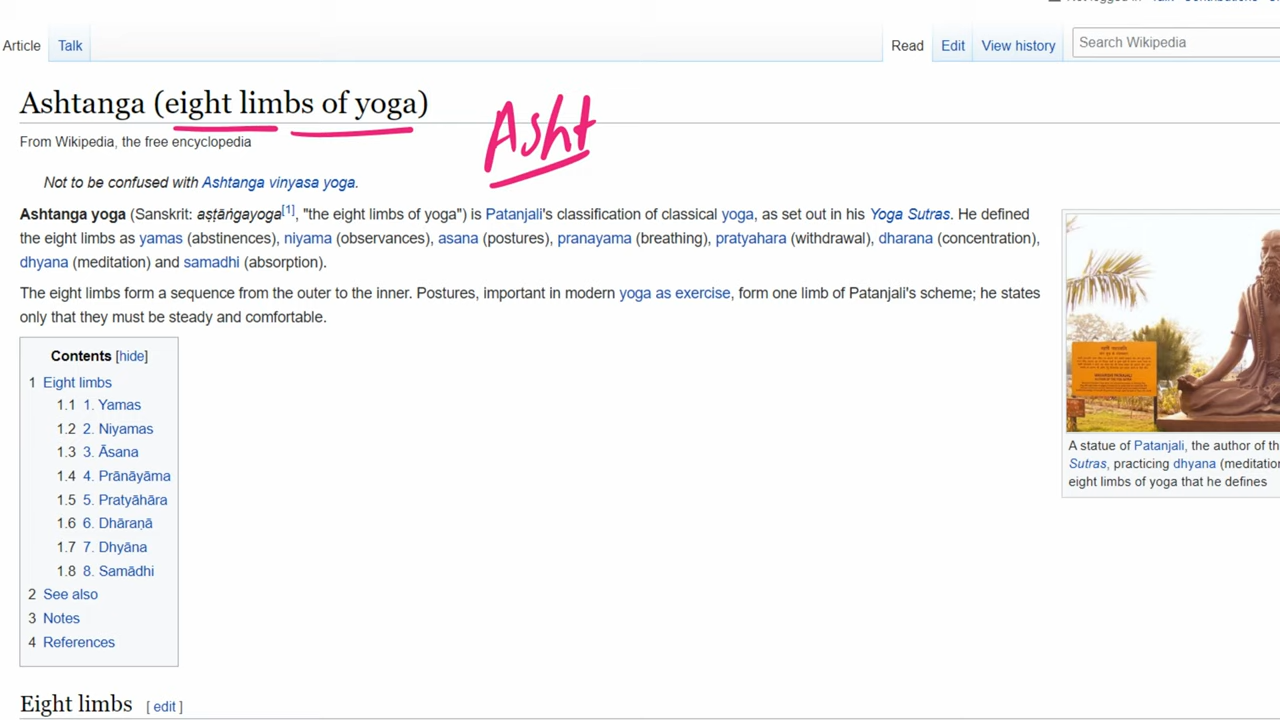 Article Talk Read Edit View history Search Wikipedia
Ashtanga (eight limbs of yoga)
Asht
From Wikipedia, the free encyclopedia
Not to be confused with Ashtanga vinyasa yoga.
Ashtanga yoga (Sanskrit: aṣṭāṅgayoga[1], "the eight limbs of yoga") is Patanjali's classification of classical yoga, as set out in his Yoga Sutras. He defined
the eight limbs as yamas (abstinences), niyama (observances), asana (postures), pranayama (breathing), pratyahara (withdrawal), dharana (concentration),
dhyana (meditation) and samadhi (absorption).
The eight limbs form a sequence from the outer to the inner. Postures, important in modern yoga as exercise, form one limb of Patanjali's scheme; he states
only that they must be steady and comfortable.
Contents [hide]
1 Eight limbs
1.1 1. Yamas
1.2 2. Niyamas
1.3 3. Āsana
1.4 4. Prānāyāma
1.5 5. Pratyāhāra
1.6 6. Dhāraṇā
1.7 7. Dhyāna
1.8 8. Samādhi
2 See also
3 Notes
4 References
A statue of Patanjali, the author of th
Sutras, practicing dhyana (meditation
eight limbs of yoga that he defines
Eight limbs [ edit ]